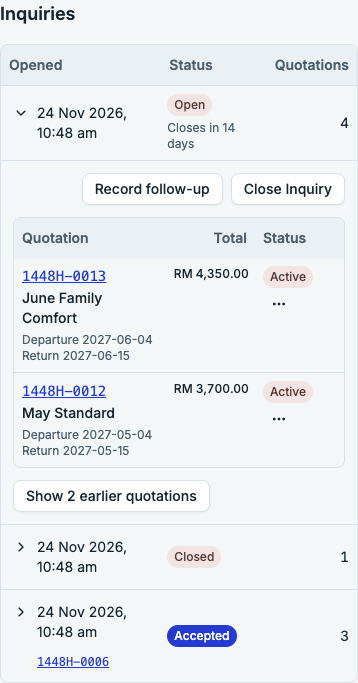 Inquiries
Opened Status Quotations
24 Nov 2026,
10:48 am
Open
Closes in 14
days
4
Record follow-up Close Inquiry
Quotation Total Status
1448H-0013 RM 4,350.00 Active
June Family
Comfort
...
Departure 2027-06-04
Return 2027-06-15
1448H-0012 RM 3,700.00 Active
May Standard
...
Departure 2027-05-04
Return 2027-05-15
Show 2 earlier quotations
24 Nov 2026,
10:48 am
Closed 1
24 Nov 2026,
10:48 am
Accepted 3
1448H-0006